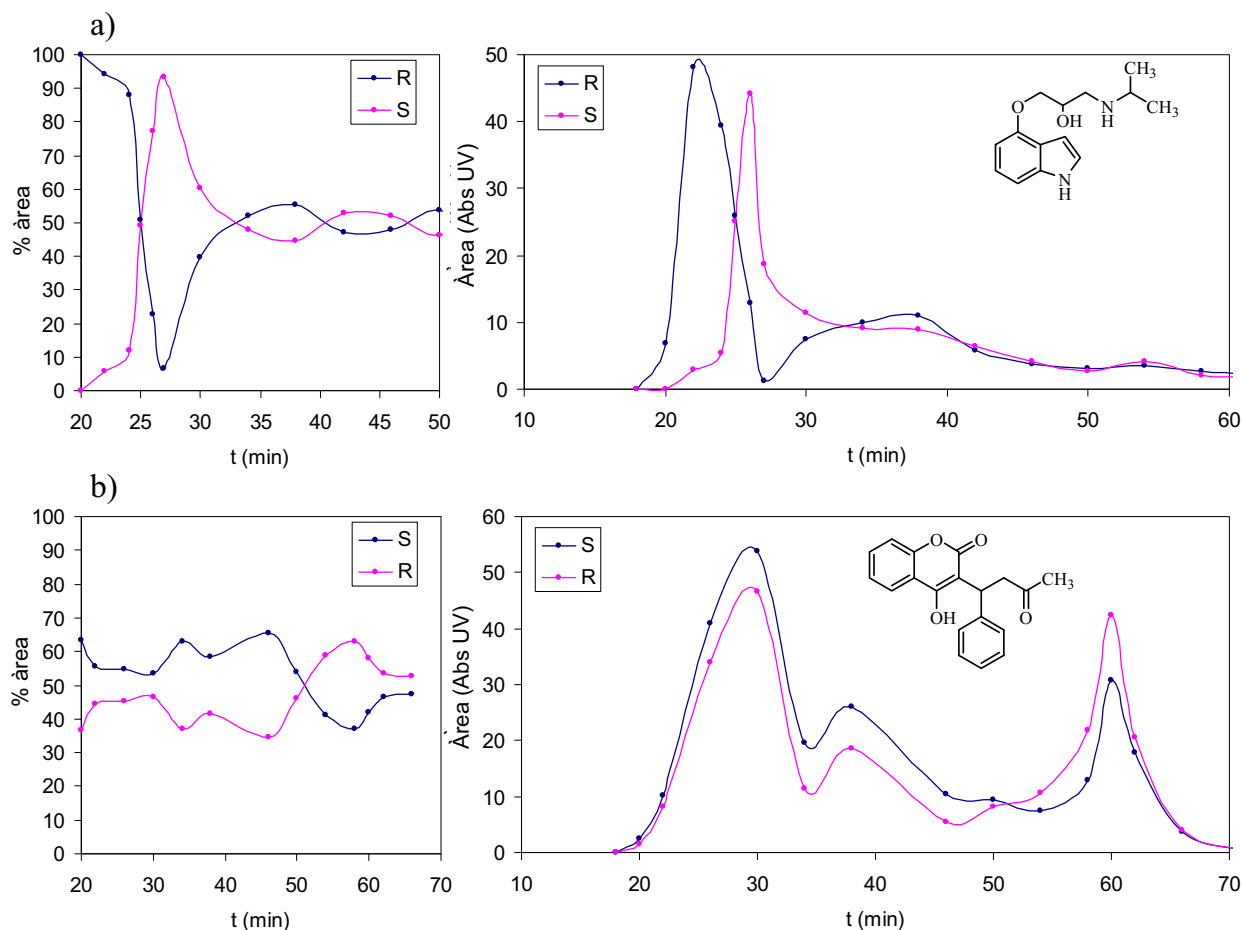 a)
100
90
80
70
60
50
40
30
20
10
0
% àrea
R
S
20 25 30 35 40 45 50
t (min)
50
40
30
20
10
0
Àrea (Abs UV)
R
S
O
OH
N
H
CH3
CH3
N
H
10 20 30 40 50 60
t (min)
b)
100
90
80
70
60
50
40
30
20
10
0
% àrea
S
R
20 30 40 50 60 70
t (min)
60
50
40
30
20
10
0
Àrea (Abs UV)
S
R
O O
OH
O
CH3
10 20 30 40 50 60 70
t (min)